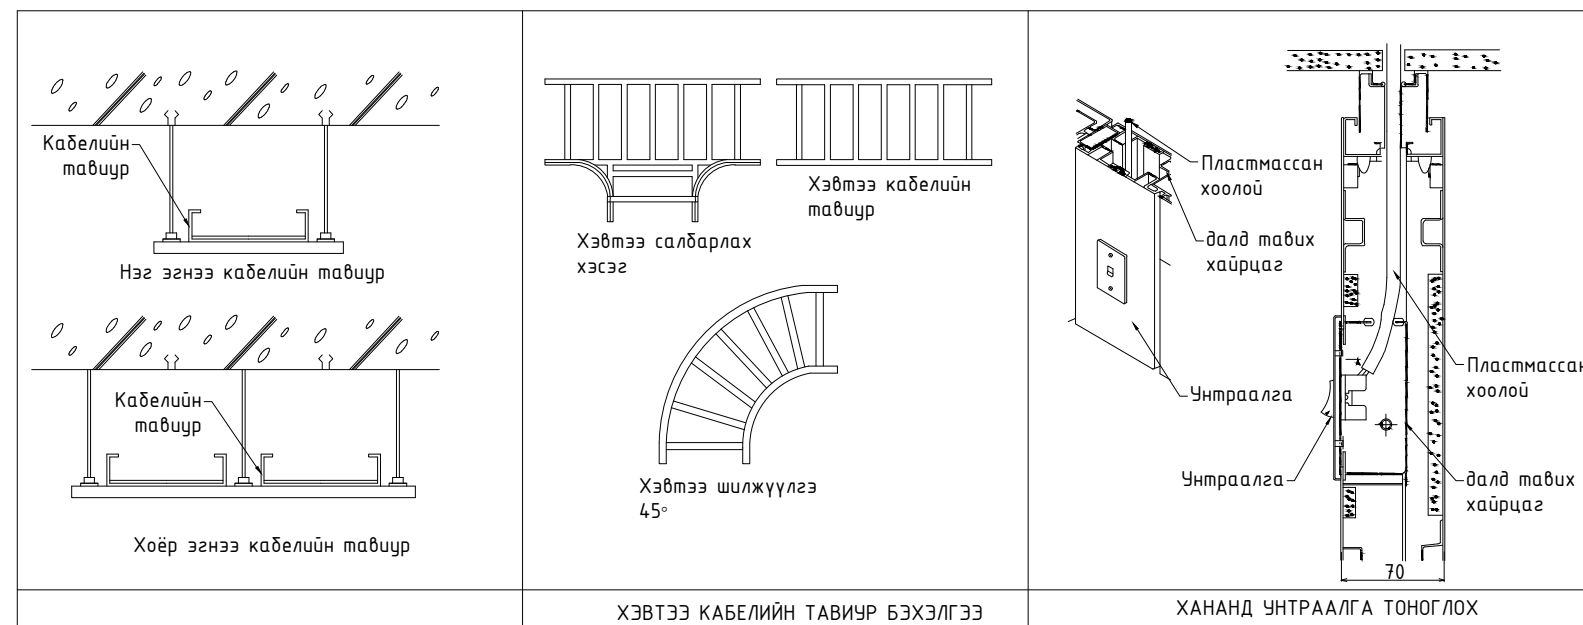 Кабелийн
тавиур
Нэг эгнээ кабелийн тавиур
Кабелийн
тавиур
Хоёр эгнээ кабелийн тавиур
Хэвтээ салбарлах
хэсэг
Хэвтээ кабелийн
тавиур
Хэвтээ шилжүүлгэ
45°
ХЭВТЭЭ КАБЕЛИЙН ТАВИУР БЭХЭЛГЭЭ
Пластмассан
хоолой
далд тавих
хайрцаг
Унтраалга
Пластмассан
хоолой
Унтраалга
далд тавих
хайрцаг
70
ХАНАНД УНТРААЛГА ТОНОГЛОХ